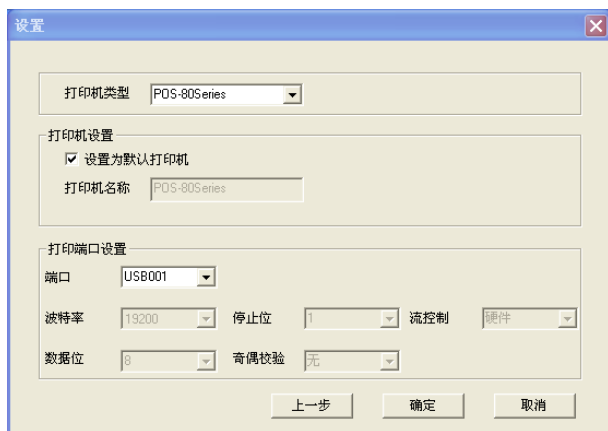 设置
打印机类型 POS-80Series
打印机设置
设置为默认打印机
打印机名称 POS-80Series
打印端口设置
端口 USB001
波特率 19200 停止位 1 流控制 硬件
数据位 8 奇偶校验 无
上一步 确定 取消